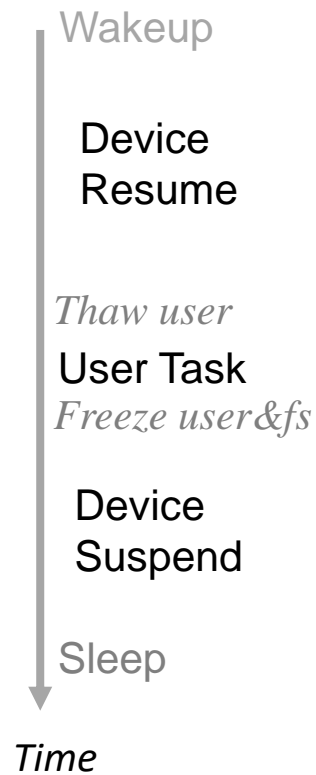 Wakeup
Device
Resume
Thaw user
User Task
Freeze user&fs
Device
Suspend
Sleep
Time